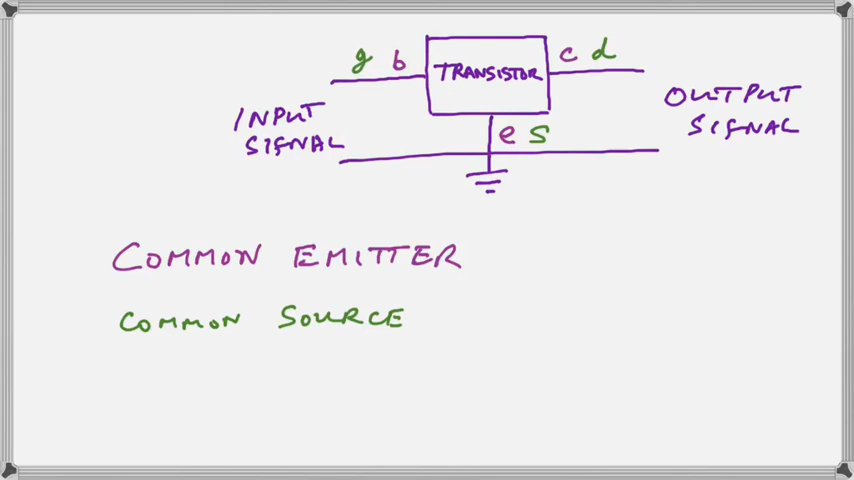 g b TRANSISTOR c d
INPUT SIGNAL
OUTPUT SIGNAL
e s
COMMON EMITTER
COMMON SOURCE